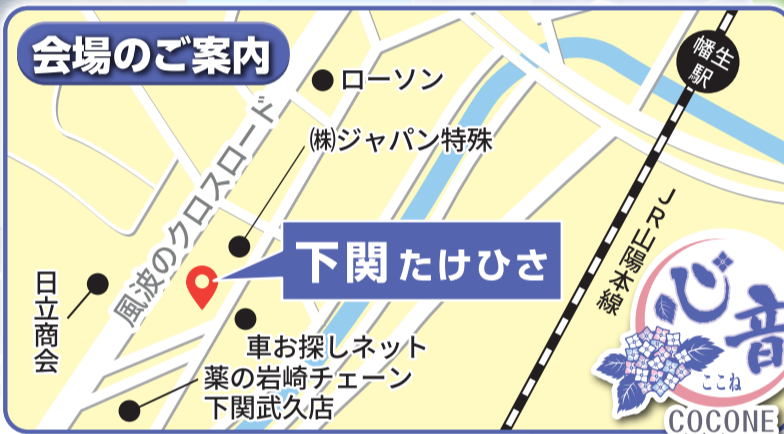 会場のご案内
ローソン
幡生駅
㈱ジャパン特殊
風波のクロスロード
JR山陽本線
下関たけひさ
日立商会
車お探しネット
薬の岩崎チェーン
下関武久店
心音
ここね
COCONE